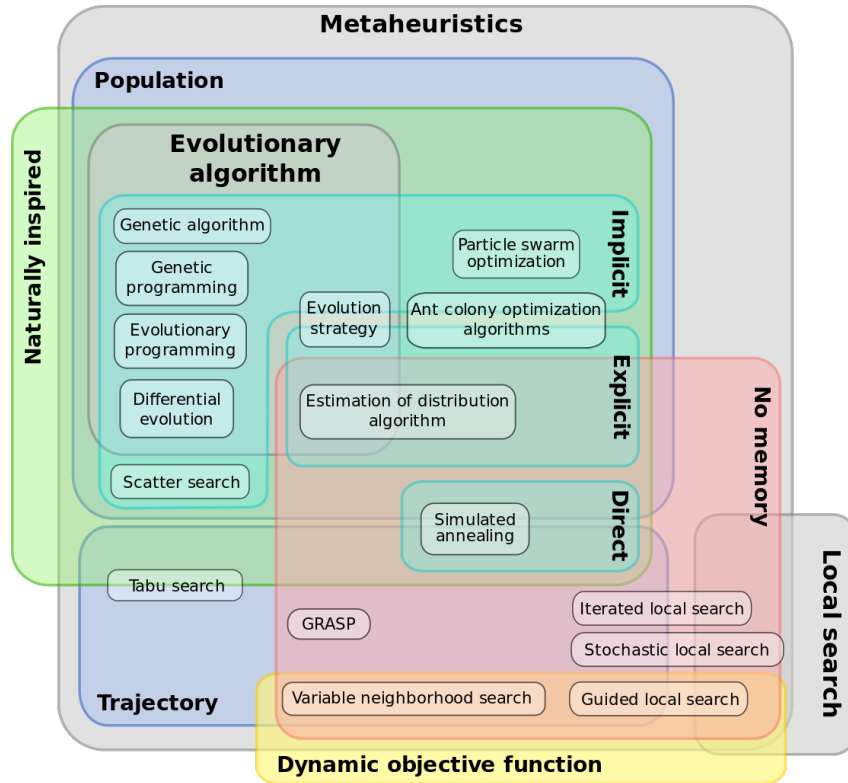 Metaheuristics
Population
Naturally inspired
Evolutionary
algorithm
Implicit
Genetic algorithm
Particle swarm
optimization
Genetic
programming
Evolution
strategy
Ant colony optimization
algorithms
Evolutionary
programming
Explicit
No memory
Differential
evolution
Estimation of distribution
algorithm
Scatter search
Direct
Simulated
annealing
Local search
Tabu search
Iterated local search
GRASP
Stochastic local search
Trajectory
Variable neighborhood search
Guided local search
Dynamic objective function